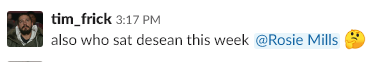 tim_frick 3:17 PM
also who sat desean this week @Rosie Mills 🤔